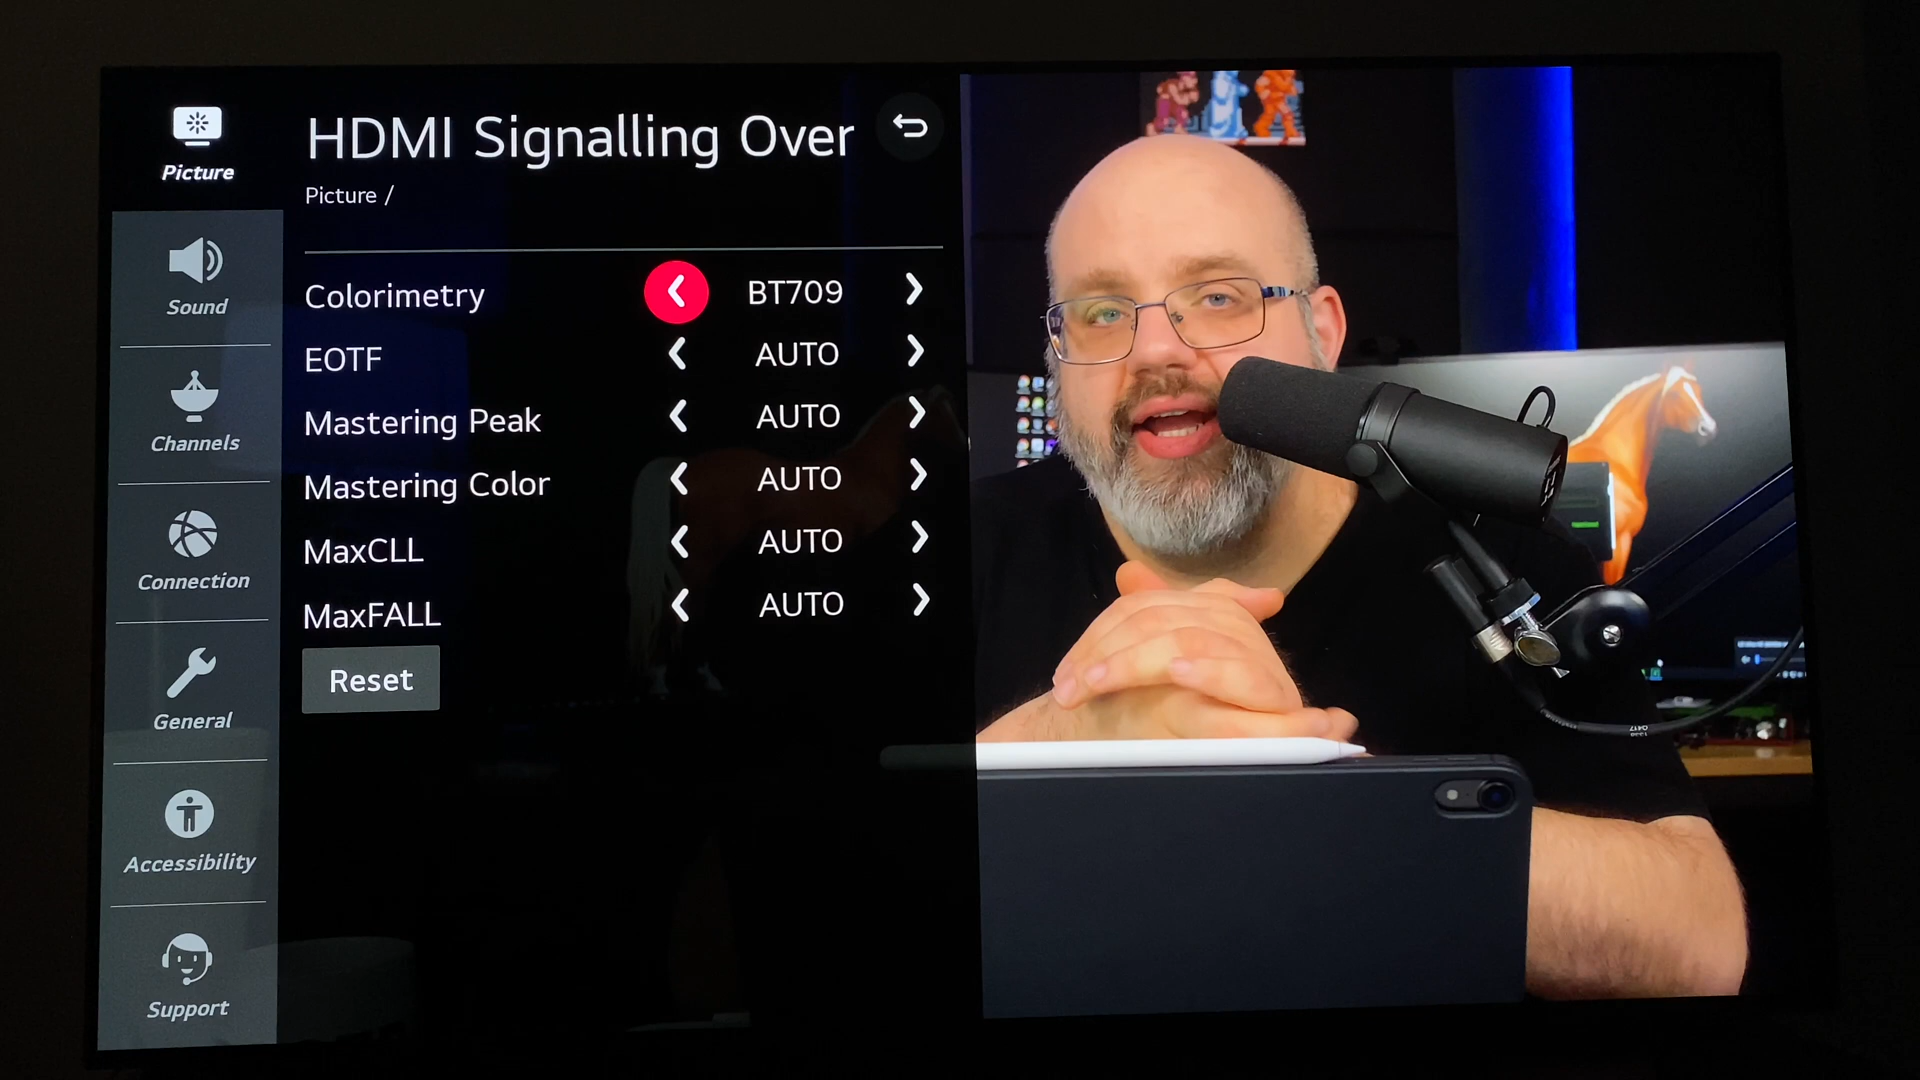 Picture
Sound
Channels
Connection
General
Accessibility
Support
HDMI Signalling Over
Picture /
Colorimetry BT709
EOTF AUTO
Mastering Peak AUTO
Mastering Color AUTO
MaxCLL AUTO
MaxFALL AUTO
Reset